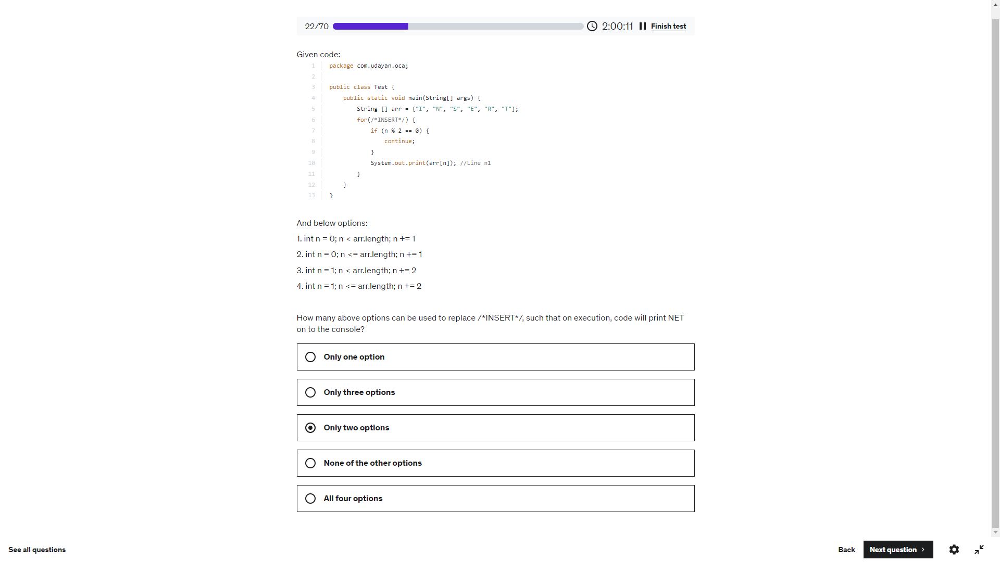 22/70
2:00:11
Finish test
Given code:
1 package com.udayan.oca;
2
3 public class Test {
4 public static void main(String[] args) {
5 String [] arr = {"I", "N", "S", "E", "R", "T"};
6 for(/*INSERT*/) {
7 if (n % 2 == 0) {
8 continue;
9 }
10 System.out.print(arr[n]); //Line n1
11 }
12 }
13 }
And below options:
1. int n = 0; n < arr.length; n += 1
2. int n = 0; n <= arr.length; n += 1
3. int n = 1; n < arr.length; n += 2
4. int n = 1; n <= arr.length; n += 2
How many above options can be used to replace /*INSERT*/, such that on execution, code will print NET
on to the console?
Only one option
Only three options
Only two options
None of the other options
All four options
See all questions
Back
Next question